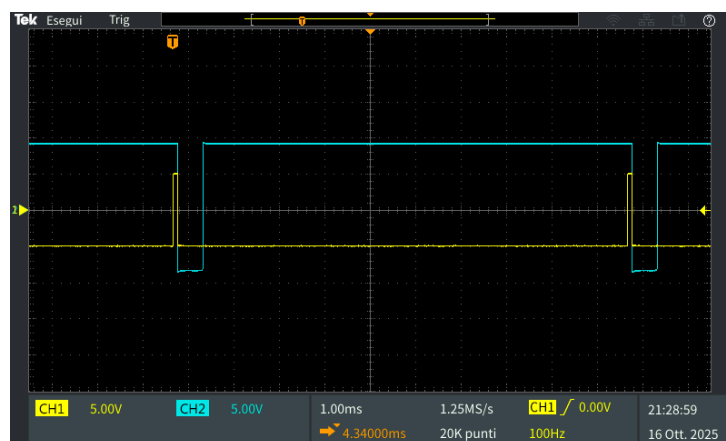 Tek Esegui Trig
T
T
1
CH1 5.00V CH2 5.00V 1.00ms 1.25MS/s CH1 0.00V 21:28:59
4.34000ms 20K punti 100Hz 16 Ott. 2025